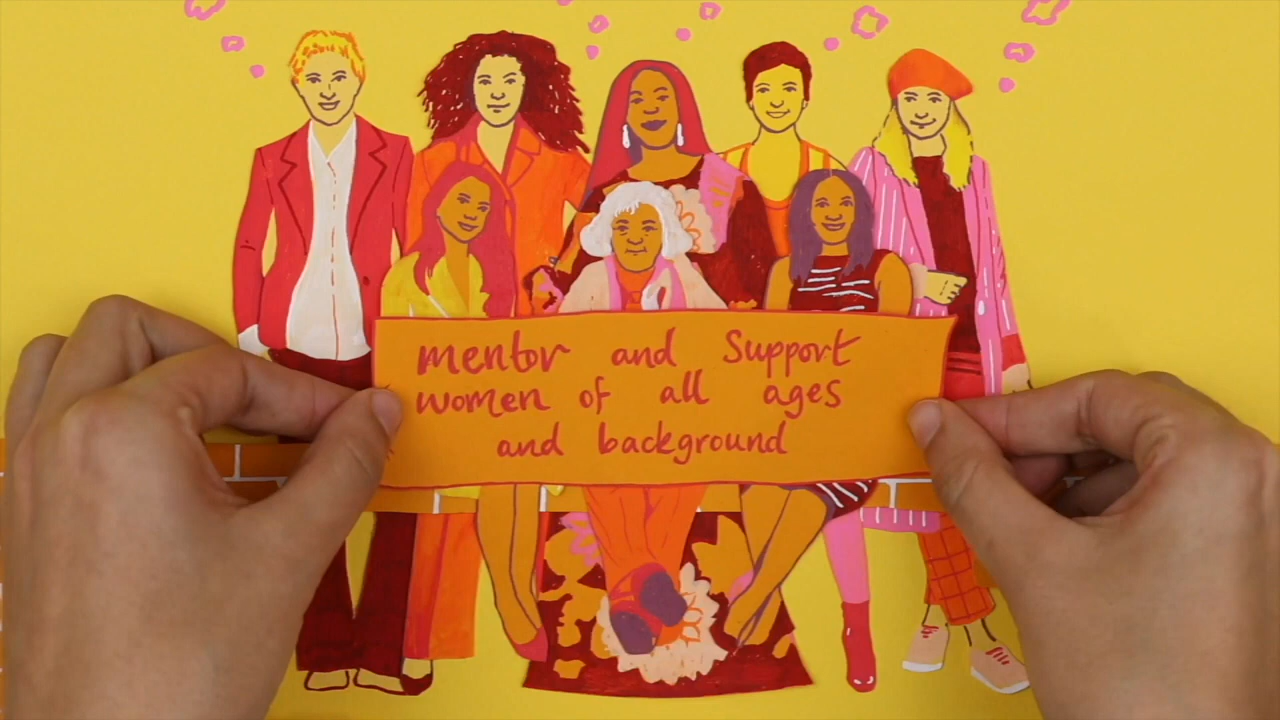 mentor and Support
women of all ages
and background